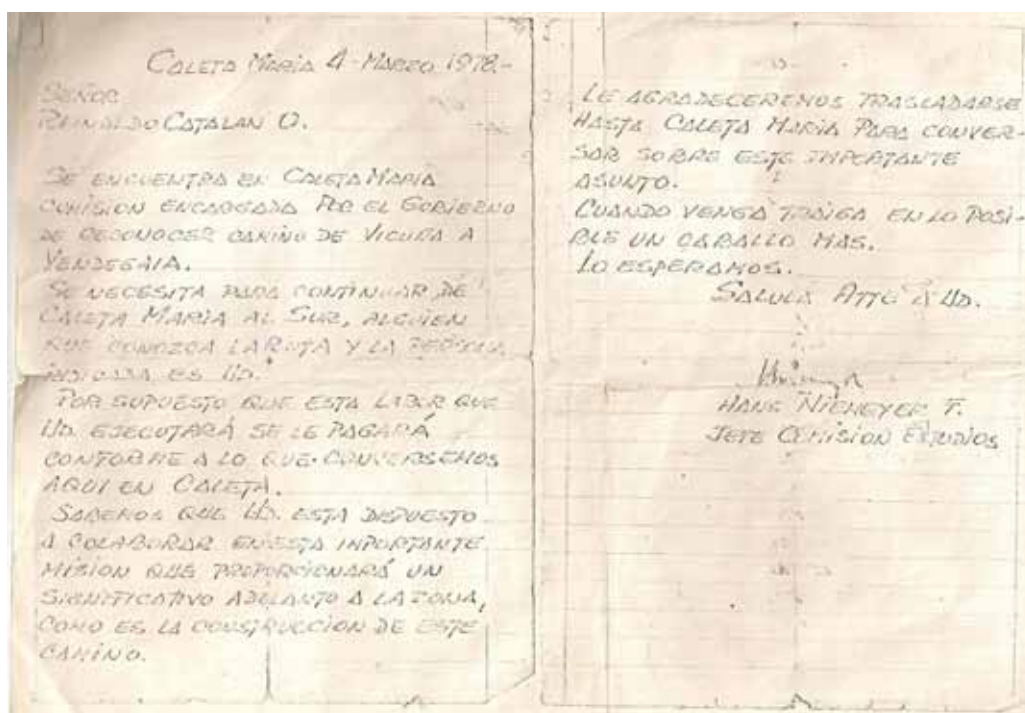 CALETA MARIA 4-MARZO 1978.-
SEÑOR
REINALDO CATALAN O.
SE ENCUENTRA EN CALETA MARIA
COMISION ENCARGADA POR EL GOBIERNO
DE RECONOCER CAMINO DE VICUÑA A
YENDEGAIA.
SE NECESITA PARA CONTINUAR DE
CALETA MARIA AL SUR, ALGUIEN
QUE CONOZCA LA RUTA Y LA PERSONA
INDICADA ES UD.
POR SUPUESTO QUE ESTA LABOR QUE
UD. EJECUTARÁ SE LE PAGARÁ
CONFORME A LO QUE CONVERSEMOS
AQUI EN CALETA.
SABEMOS QUE UD. ESTA DISPUESTO
A COLABORAR EN ESTA IMPORTANTE
MISION QUE PROPORCIONARÁ UN
SIGNIFICATIVO ADELANTO A LA ZONA,
COMO ES LA CONSTRUCCION DE ESTE
CAMINO.
LE AGRADECEREMOS TRASLADARSE
HASTA CALETA MARIA PARA CONVER-
SAR SOBRE ESTE IMPORTANTE
ASUNTO.
CUANDO VENGA TRAIGA EN LO POSI-
BLE UN CABALLO MAS.
LO ESPERAMOS.
SALUDA ATTE A UD.
HANS NIEMEYER F.
JEFE COMISION ESTUDIOS